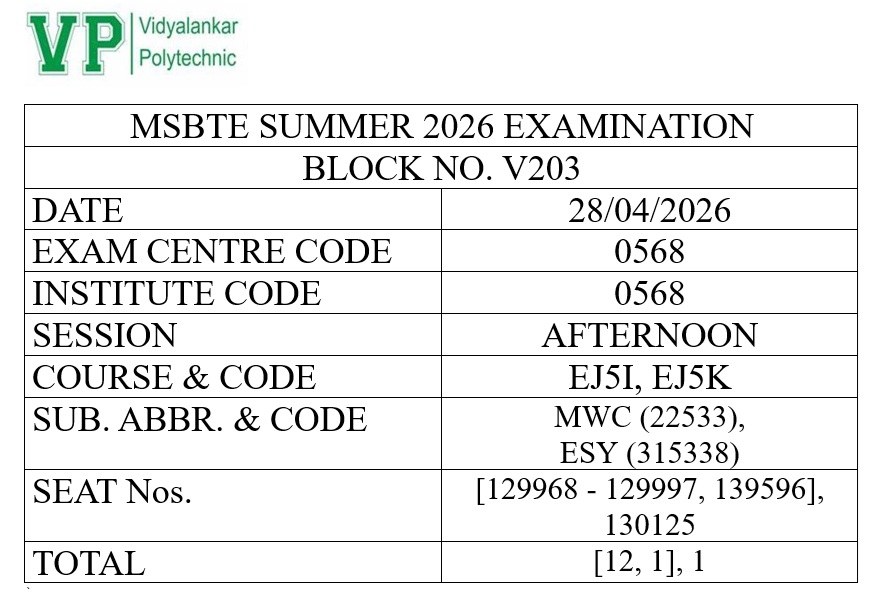 VP
Vidyalankar
Polytechnic
MSBTE SUMMER 2026 EXAMINATION
BLOCK NO. V203
DATE 28/04/2026
EXAM CENTRE CODE 0568
INSTITUTE CODE 0568
SESSION AFTERNOON
COURSE & CODE EJ5I, EJ5K
SUB. ABBR. & CODE MWC (22533),
ESY (315338)
SEAT Nos. [129968 - 129997, 139596],
130125
TOTAL [12, 1], 1